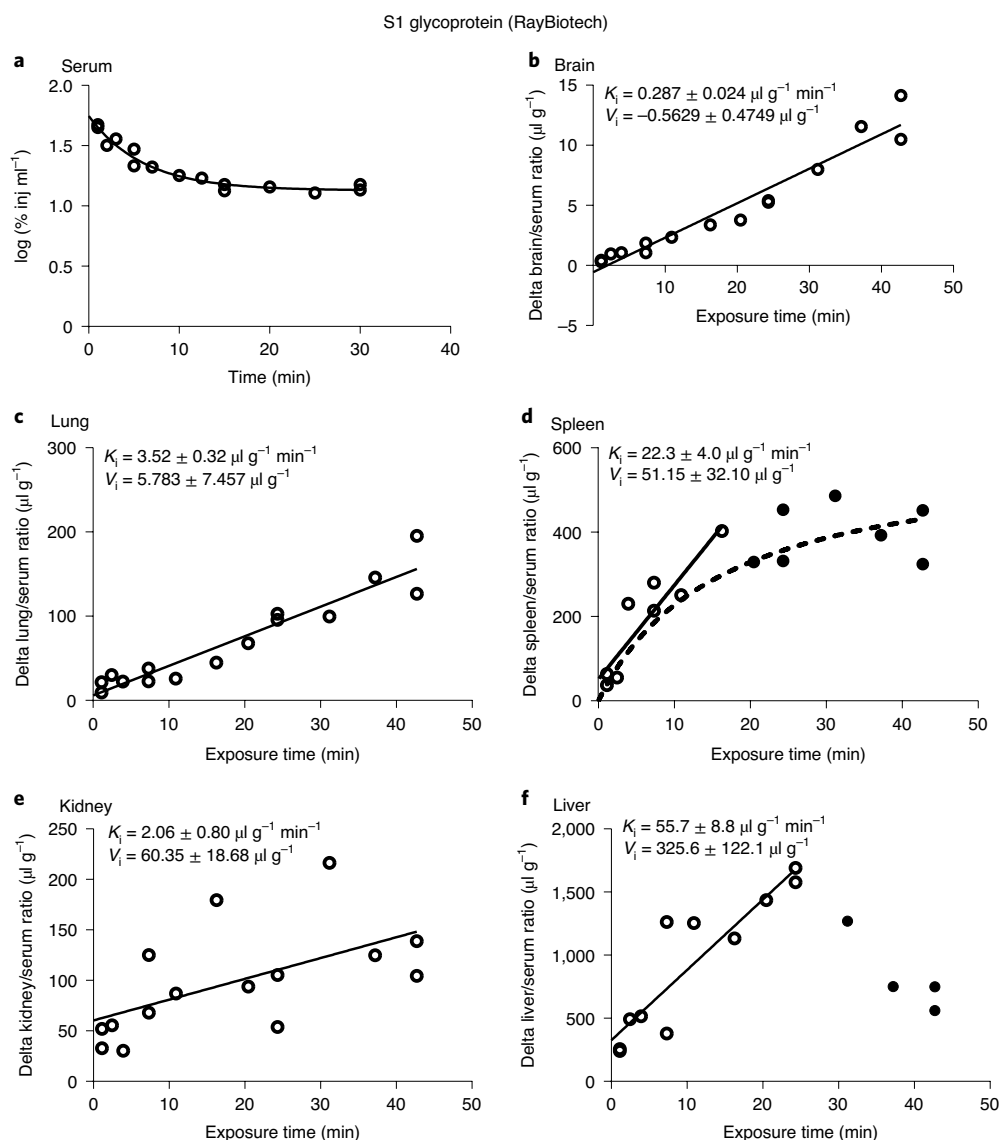 S1 glycoprotein (RayBiotech)
a
Serum
2.0
1.5
1.0
0.5
0
log (% inj ml⁻¹)
0 10 20 30 40
Time (min)
b
Brain
Kᵢ = 0.287 ± 0.024 µl g⁻¹ min⁻¹
Vᵢ = −0.5629 ± 0.4749 µl g⁻¹
15
10
5
0
−5
Delta brain/serum ratio (µl g⁻¹)
10 20 30 40 50
Exposure time (min)
c
Lung
Kᵢ = 3.52 ± 0.32 µl g⁻¹ min⁻¹
Vᵢ = 5.783 ± 7.457 µl g⁻¹
300
200
100
0
Delta lung/serum ratio (µl g⁻¹)
0 10 20 30 40 50
Exposure time (min)
d
Spleen
Kᵢ = 22.3 ± 4.0 µl g⁻¹ min⁻¹
Vᵢ = 51.15 ± 32.10 µl g⁻¹
600
400
200
0
Delta spleen/serum ratio (µl g⁻¹)
0 10 20 30 40 50
Exposure time (min)
e
Kidney
Kᵢ = 2.06 ± 0.80 µl g⁻¹ min⁻¹
Vᵢ = 60.35 ± 18.68 µl g⁻¹
250
200
150
100
50
0
Delta kidney/serum ratio (µl g⁻¹)
0 10 20 30 40 50
Exposure time (min)
f
Liver
Kᵢ = 55.7 ± 8.8 µl g⁻¹ min⁻¹
Vᵢ = 325.6 ± 122.1 µl g⁻¹
2,000
1,500
1,000
500
0
Delta liver/serum ratio (µl g⁻¹)
0 10 20 30 40 50
Exposure time (min)